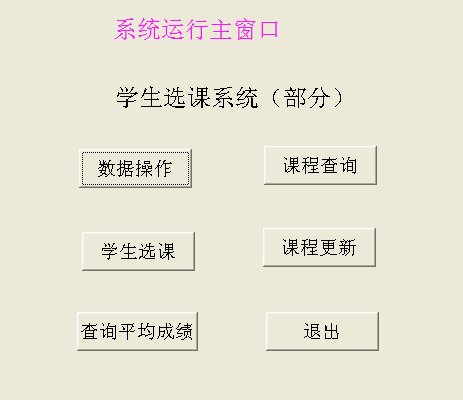 系统运行主窗口
学生选课系统（部分）
数据操作
课程查询
学生选课
课程更新
查询平均成绩
退出